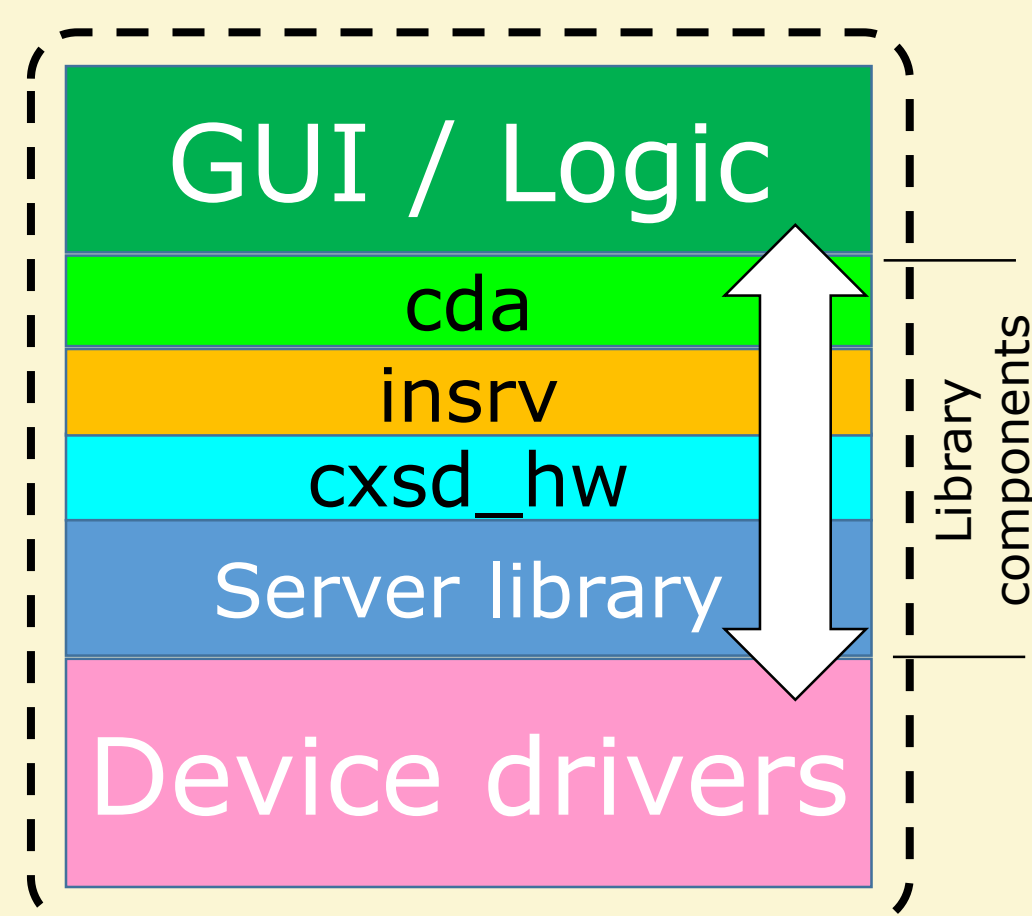 GUI / Logic
cda
insrv
cxsd_hw
Server library
Device drivers
Library
components